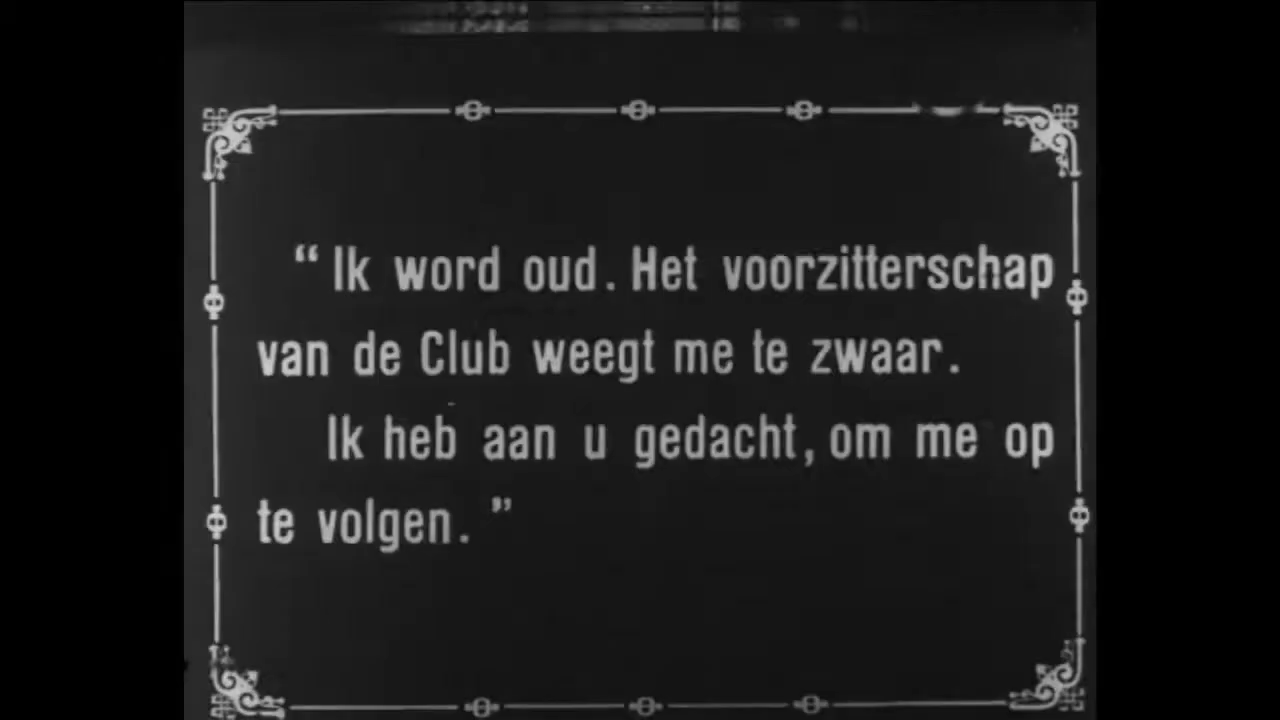 “Ik word oud. Het voorzitterschap
van de Club weegt me te zwaar.
Ik heb aan u gedacht, om me op
te volgen.”